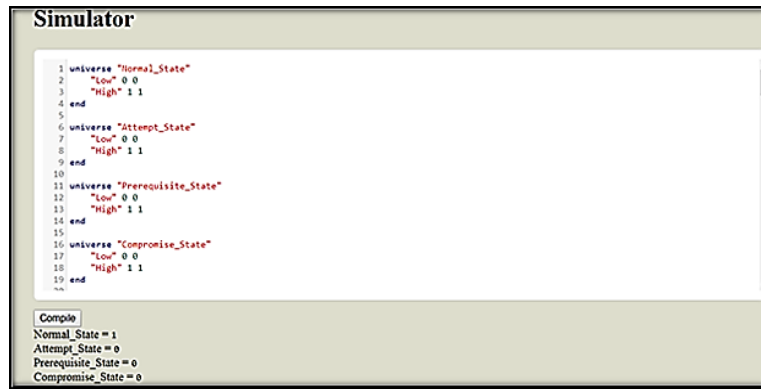 Simulator
1 universe "Normal_State"
2 "Low" 0 0
3 "High" 1 1
4 end
5
6 universe "Attempt_State"
7 "Low" 0 0
8 "High" 1 1
9 end
10
11 universe "Prerequisite_State"
12 "Low" 0 0
13 "High" 1 1
14 end
15
16 universe "Compromise_State"
17 "Low" 0 0
18 "High" 1 1
19 end
Compile
Normal_State = 1
Attempt_State = 0
Prerequisite_State = 0
Compromise_State = 0